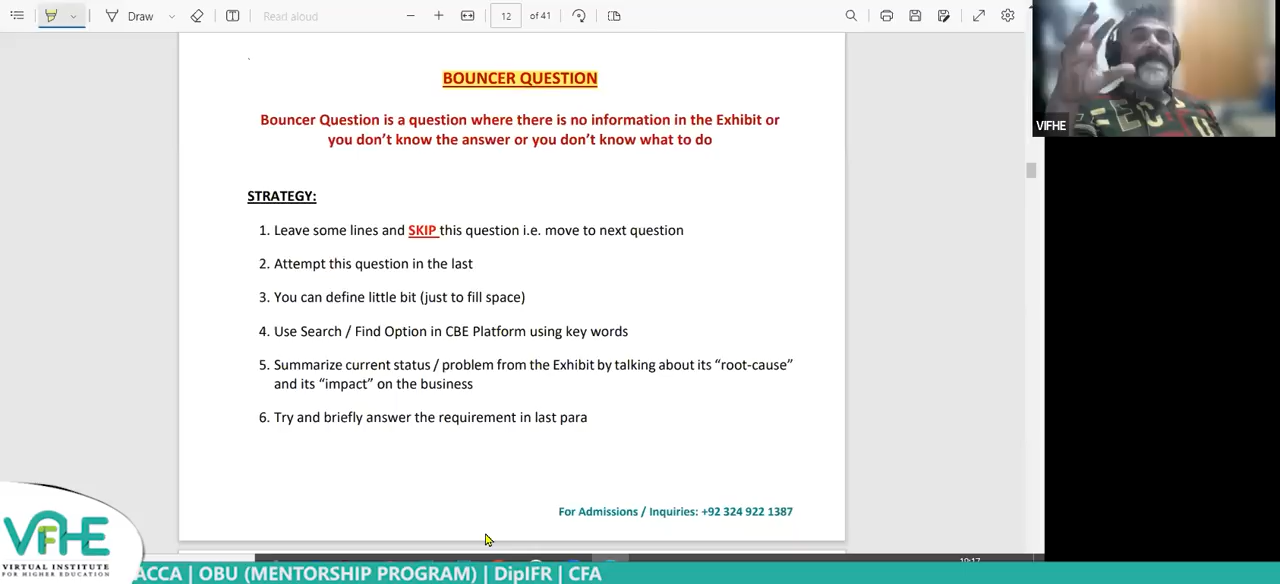 Draw
Read aloud
12 of 41
VIFHE
BOUNCER QUESTION
Bouncer Question is a question where there is no information in the Exhibit or
you don't know the answer or you don't know what to do
STRATEGY:
1. Leave some lines and SKIP this question i.e. move to next question
2. Attempt this question in the last
3. You can define little bit (just to fill space)
4. Use Search / Find Option in CBE Platform using key words
5. Summarize current status / problem from the Exhibit by talking about its “root-cause”
and its “impact” on the business
6. Try and briefly answer the requirement in last para
For Admissions / Inquiries: +92 324 922 1387
VIFHE
VIRTUAL INSTITUTE
FOR HIGHER EDUCATION
ACCA | OBU (MENTORSHIP PROGRAM) | DipIFR | CFA